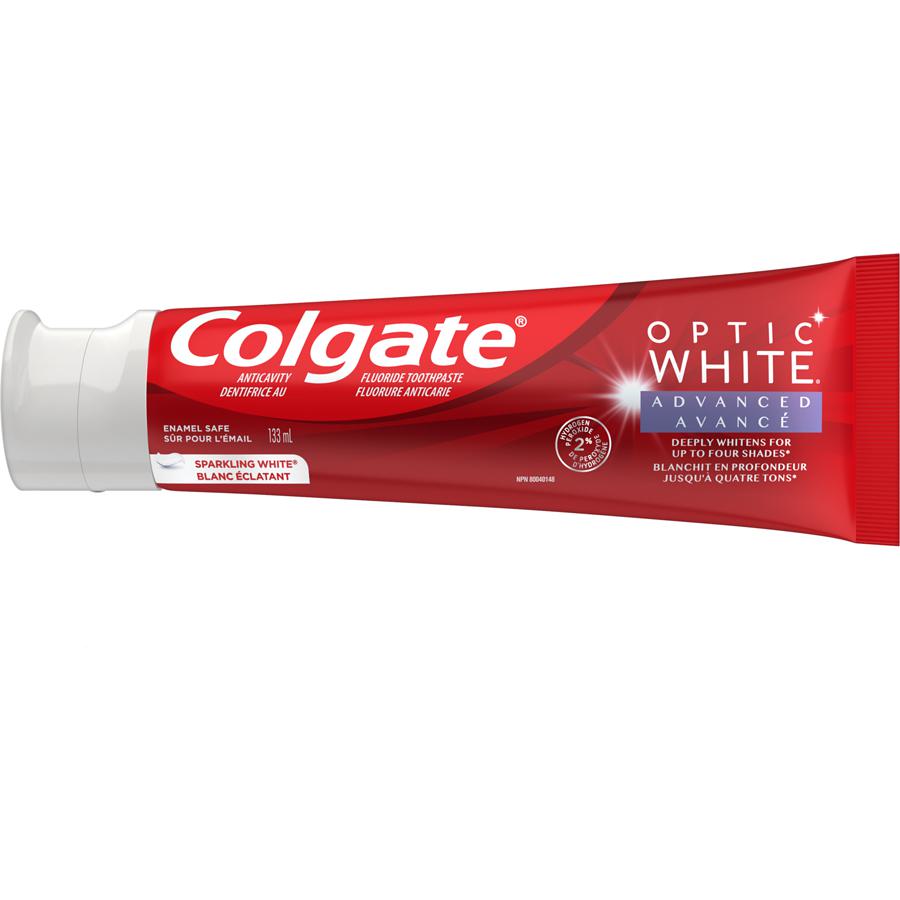 Colgate®
ANTICAVITY FLUORIDE TOOTHPASTE
DENTIFRICE AU FLUORURE ANTICARIE
ENAMEL SAFE
SÛR POUR L'ÉMAIL
133 mL
SPARKLING WHITE®
BLANC ÉCLATANT
HYDROGEN
PEROXIDE
2%
DE PEROXYDE
D'HYDROGÈNE
NPN 80040148
OPTIC
WHITE®
ADVANCED
AVANCÉ
DEEPLY WHITENS FOR
UP TO FOUR SHADES*
BLANCHIT EN PROFONDEUR
JUSQU'À QUATRE TONS*